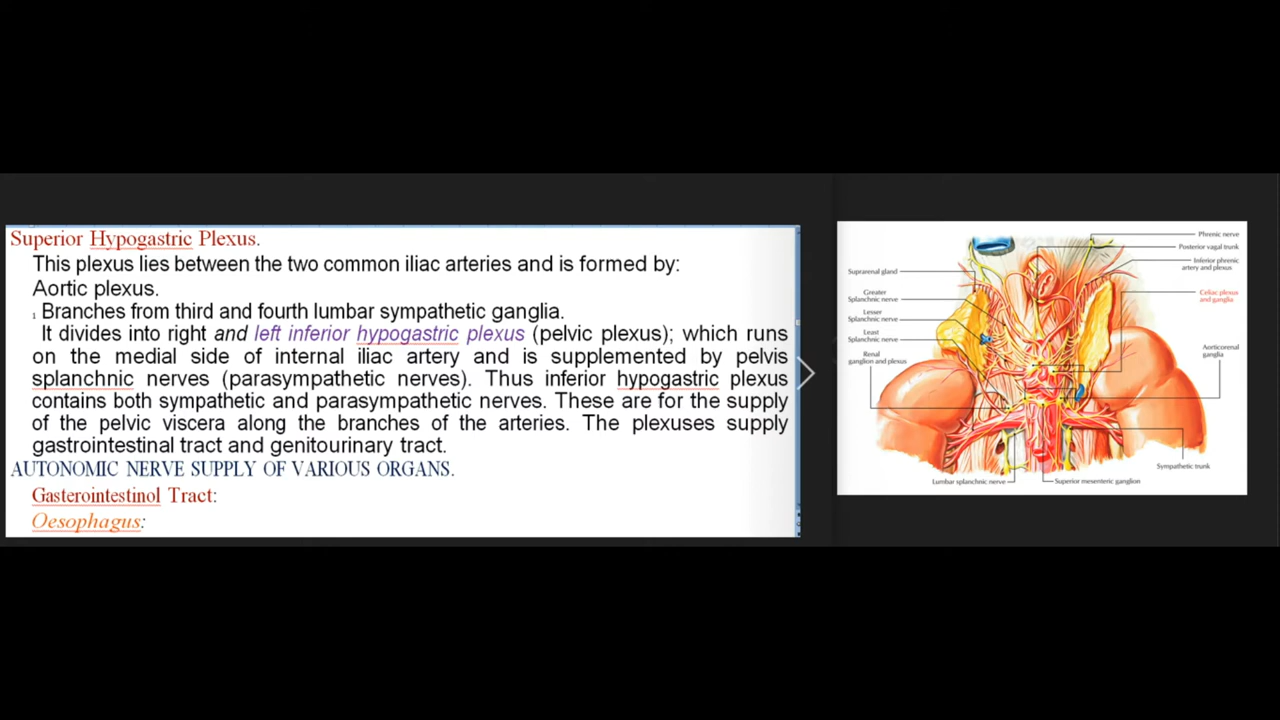 Superior Hypogastric Plexus.
This plexus lies between the two common iliac arteries and is formed by:
Aortic plexus.
1 Branches from third and fourth lumbar sympathetic ganglia.
It divides into right and left inferior hypogastric plexus (pelvic plexus); which runs
on the medial side of internal iliac artery and is supplemented by pelvis
splanchnic nerves (parasympathetic nerves). Thus inferior hypogastric plexus
contains both sympathetic and parasympathetic nerves. These are for the supply
of the pelvic viscera along the branches of the arteries. The plexuses supply
gastrointestinal tract and genitourinary tract.
AUTONOMIC NERVE SUPPLY OF VARIOUS ORGANS.
Gasterointestinol Tract:
Oesophagus:
Suprarenal gland
Greater
Splanchnic nerve
Lesser
Splanchnic nerve
Least
Splanchnic nerve
Renal
ganglion and plexus
Lumbar splanchnic nerve
Phrenic nerve
Posterior vagal trunk
Inferior phrenic
artery and plexus
Celiac plexus
and ganglia
Aorticorenal
ganglia
Sympathetic trunk
Superior mesenteric ganglion